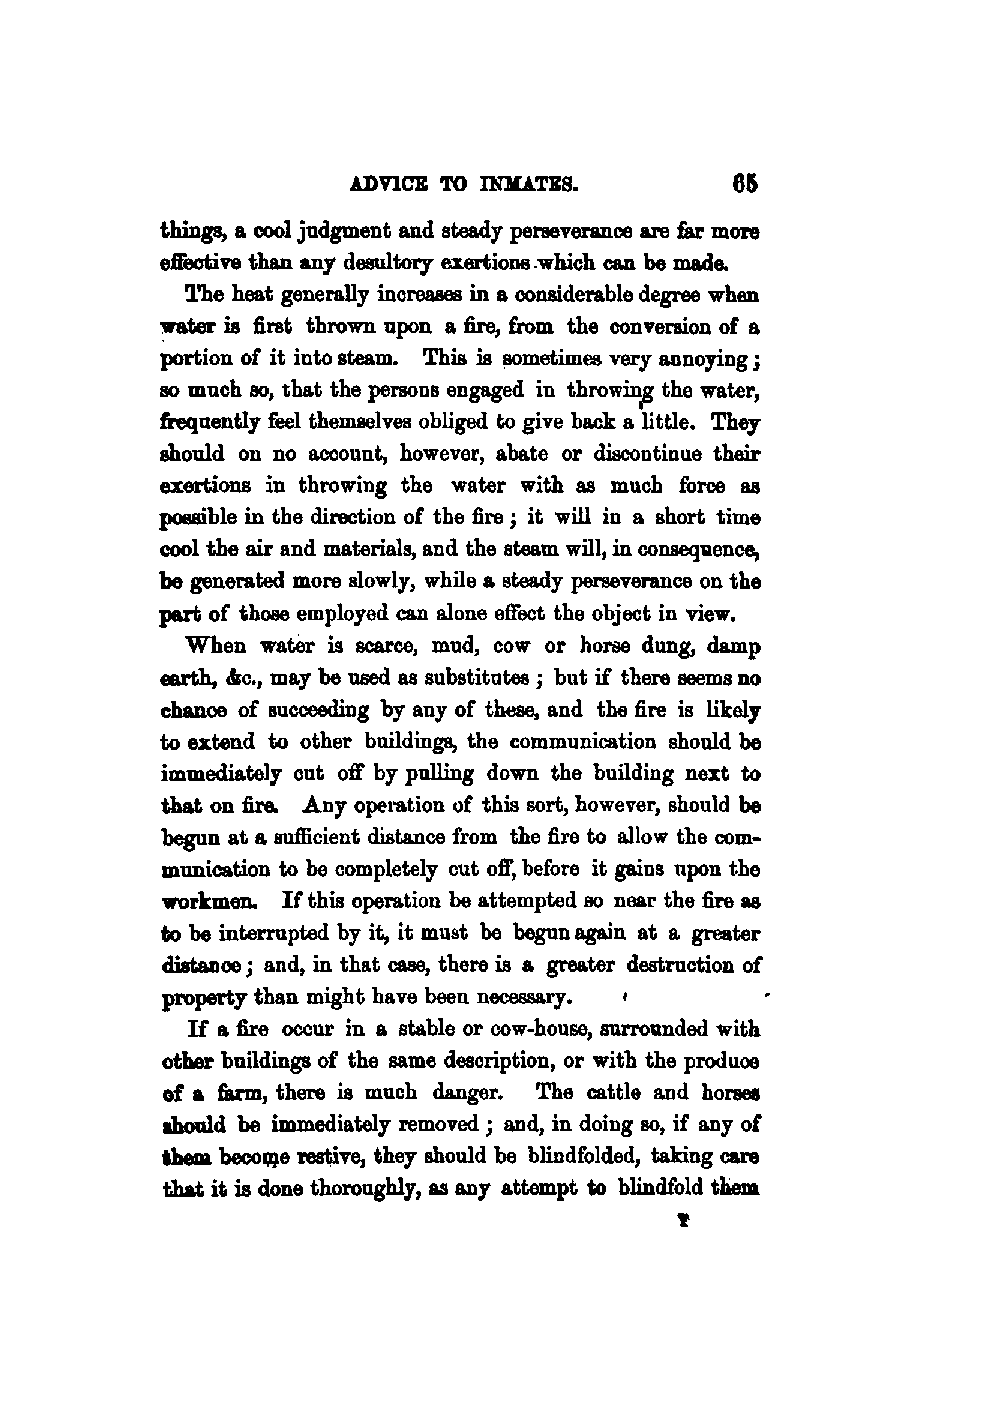 ADVICE TO INMATES. 65
things, a cool judgment and steady perseverance are far more
effective than any desultory exertions which can be made.
The heat generally increases in a considerable degree when
water is first thrown upon a fire, from the conversion of a
portion of it into steam. This is sometimes very annoying ;
so much so, that the persons engaged in throwing the water,
frequently feel themselves obliged to give back a little. They
should on no account, however, abate or discontinue their
exertions in throwing the water with as much force as
possible in the direction of the fire ; it will in a short time
cool the air and materials, and the steam will, in consequence,
be generated more slowly, while a steady perseverance on the
part of those employed can alone effect the object in view.
When water is scarce, mud, cow or horse dung, damp
earth, &c., may be used as substitutes ; but if there seems no
chance of succeeding by any of these, and the fire is likely
to extend to other buildings, the communication should be
immediately cut off by pulling down the building next to
that on fire. Any operation of this sort, however, should be
begun at a sufficient distance from the fire to allow the com-
munication to be completely cut off, before it gains upon the
workmen. If this operation be attempted so near the fire as
to be interrupted by it, it must be begun again at a greater
distance ; and, in that case, there is a greater destruction of
property than might have been necessary.
If a fire occur in a stable or cow-house, surrounded with
other buildings of the same description, or with the produce
of a farm, there is much danger. The cattle and horses
should be immediately removed ; and, in doing so, if any of
them become restive, they should be blindfolded, taking care
that it is done thoroughly, as any attempt to blindfold them
F